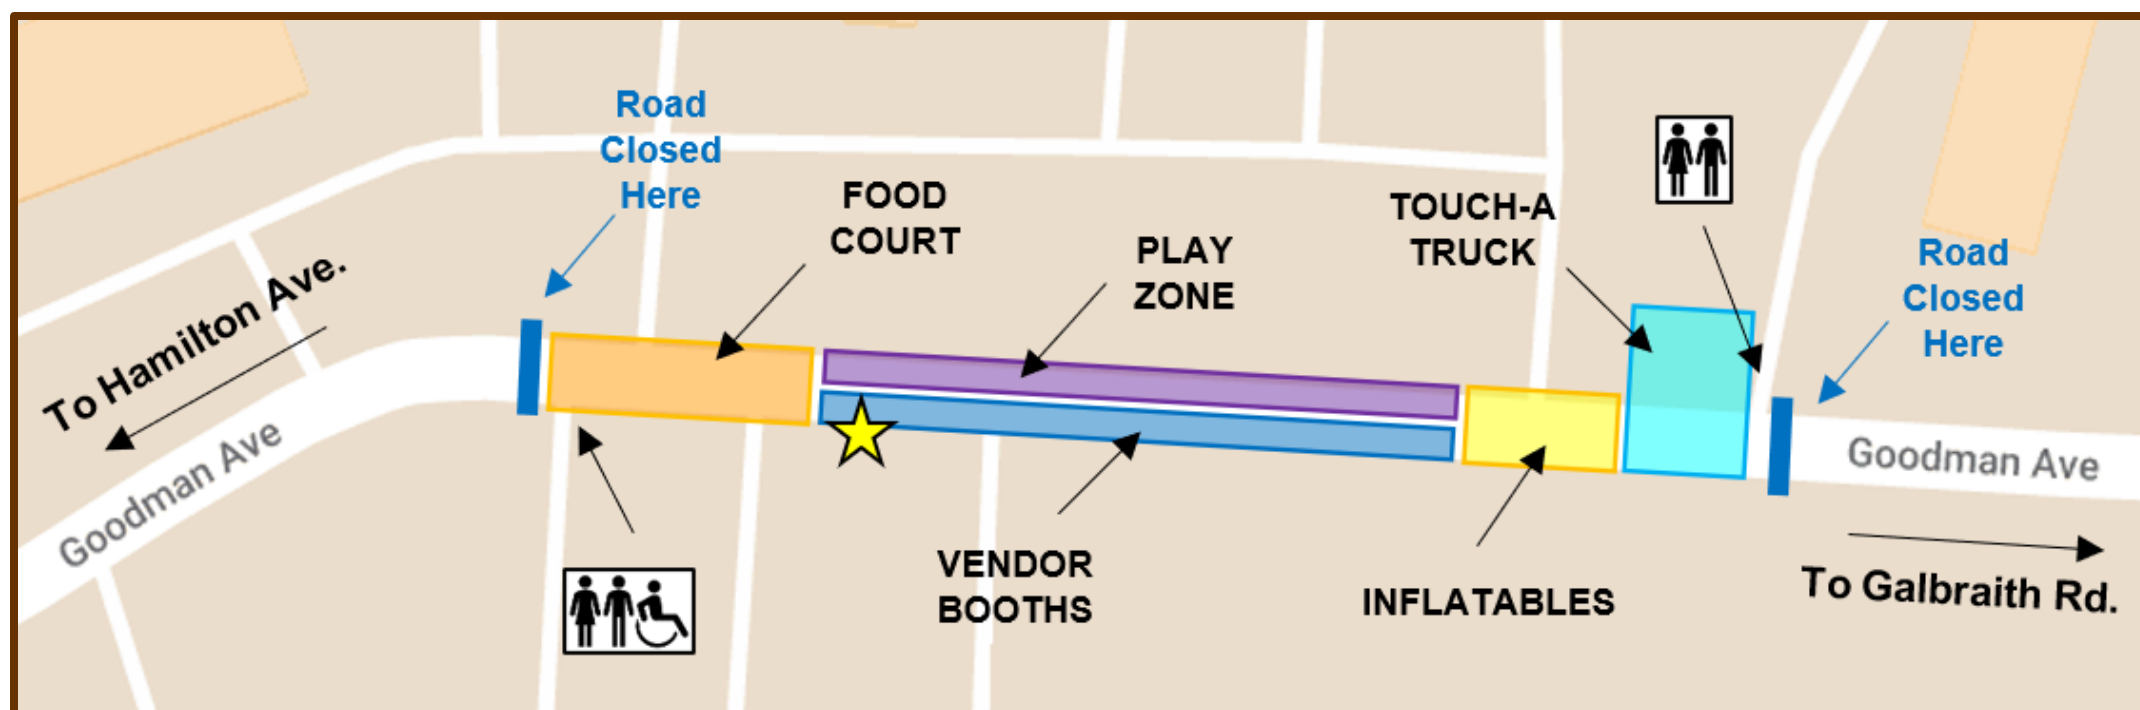 Road
Closed
Here
FOOD
COURT
PLAY
ZONE
TOUCH-A
TRUCK
Road
Closed
Here
To Hamilton Ave.
Goodman Ave
Goodman Ave
VENDOR
BOOTHS
INFLATABLES
To Galbraith Rd.